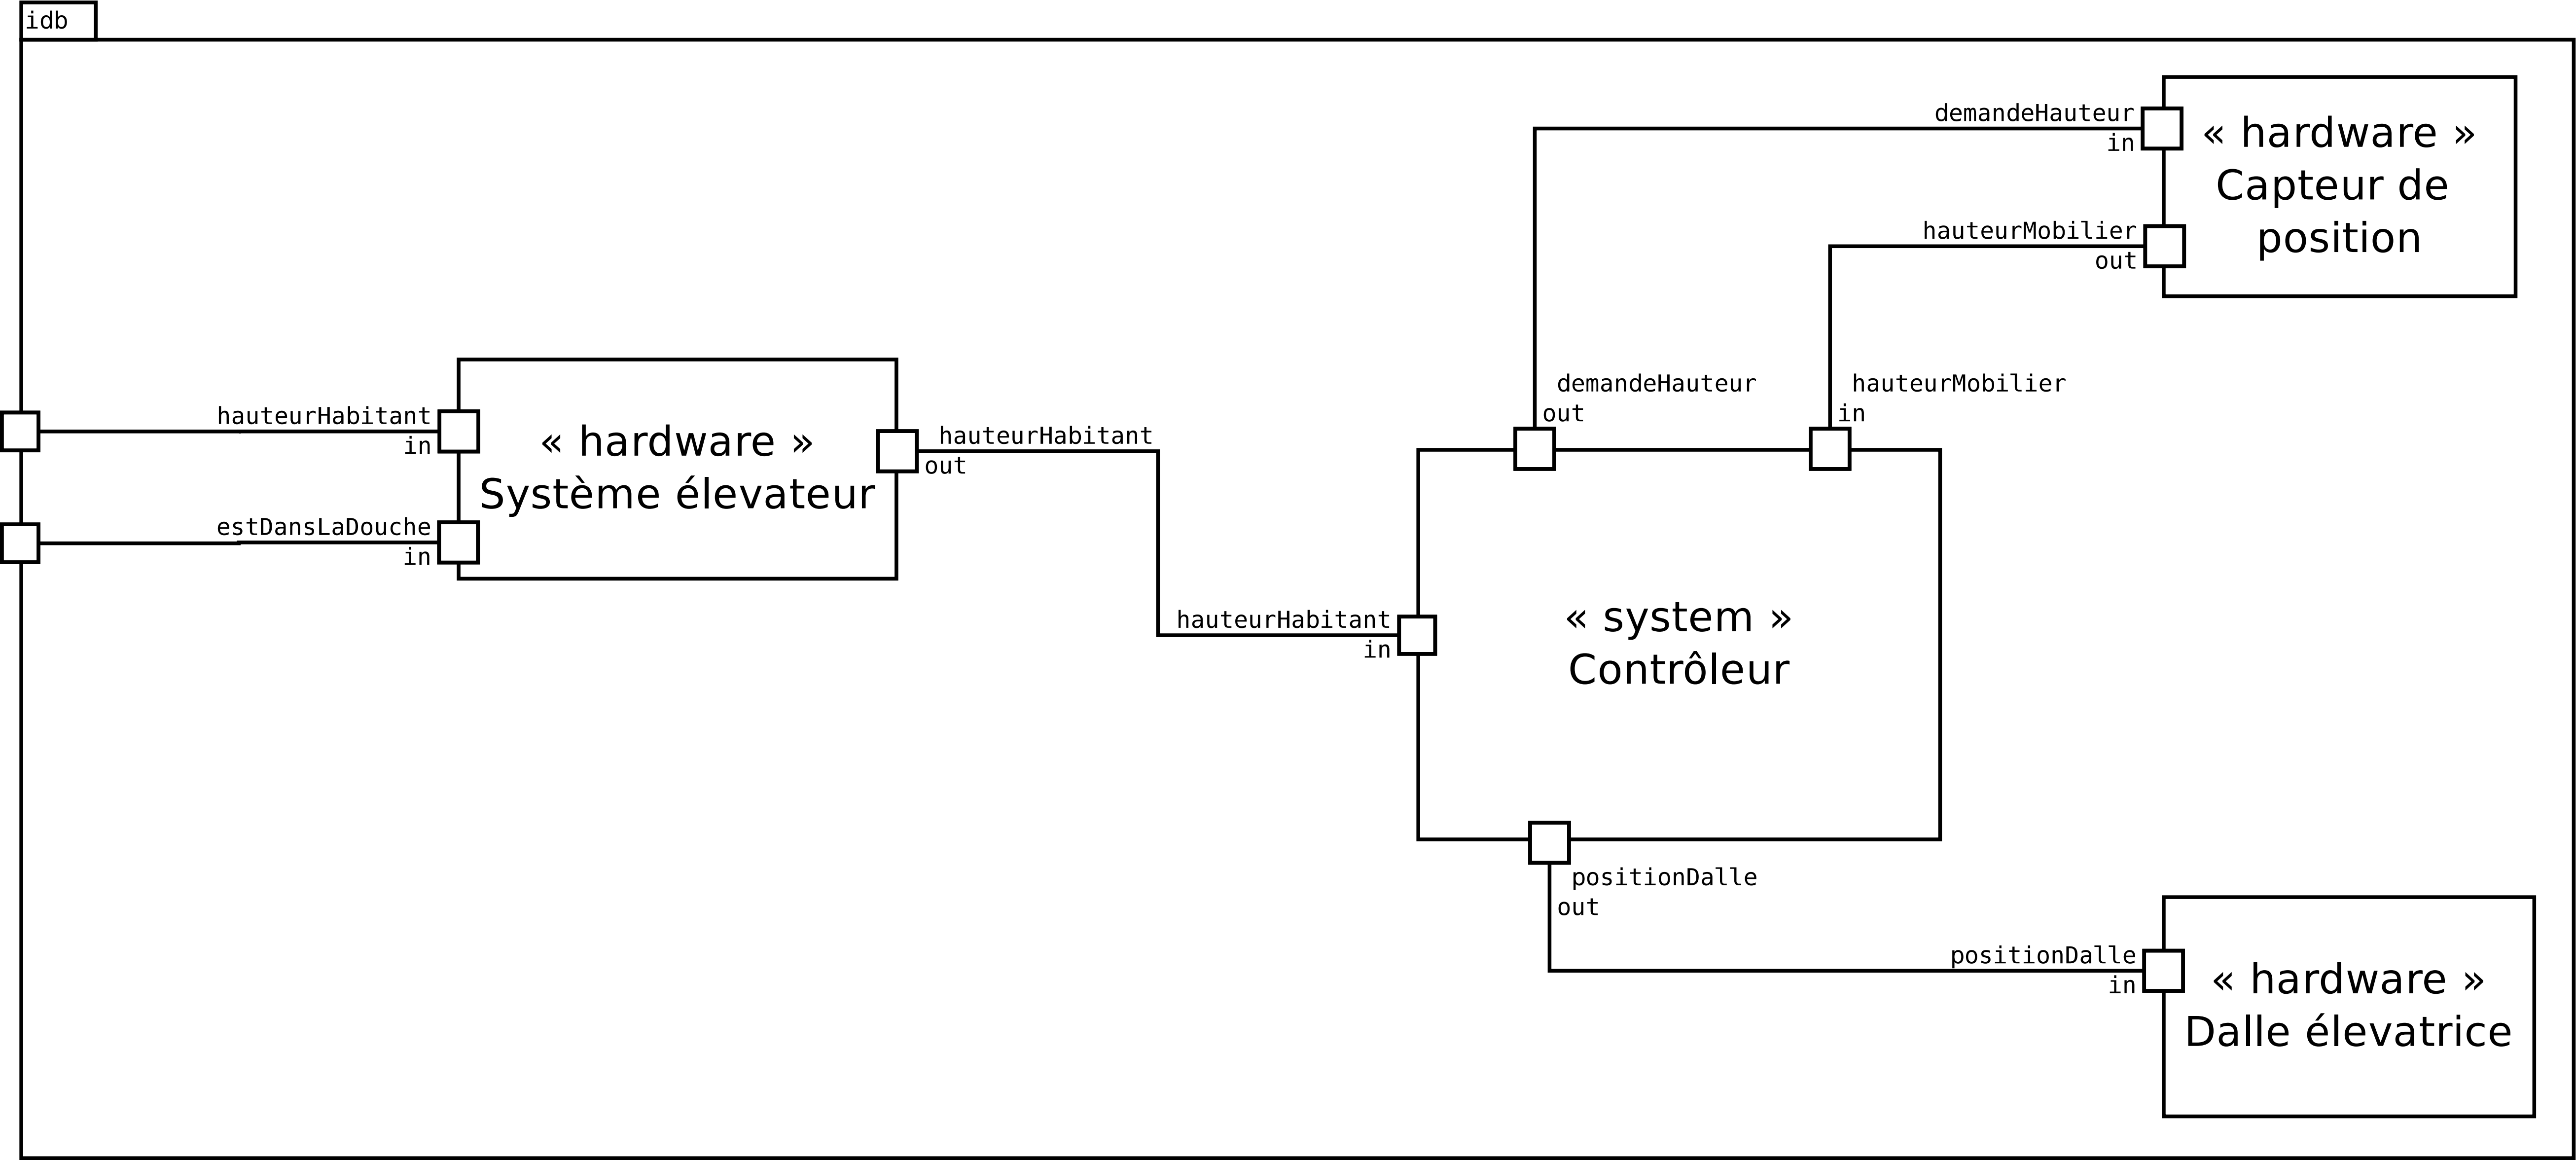 idb
demandeHauteur
in
« hardware »
Capteur de
position
hauteurMobilier
out
demandeHauteur
out
hauteurMobilier
in
hauteurHabitant
in
« hardware »
Système élevateur
hauteurHabitant
out
estDansLaDouche
in
hauteurHabitant
in
« system »
Contrôleur
positionDalle
out
positionDalle
in
« hardware »
Dalle élevatrice